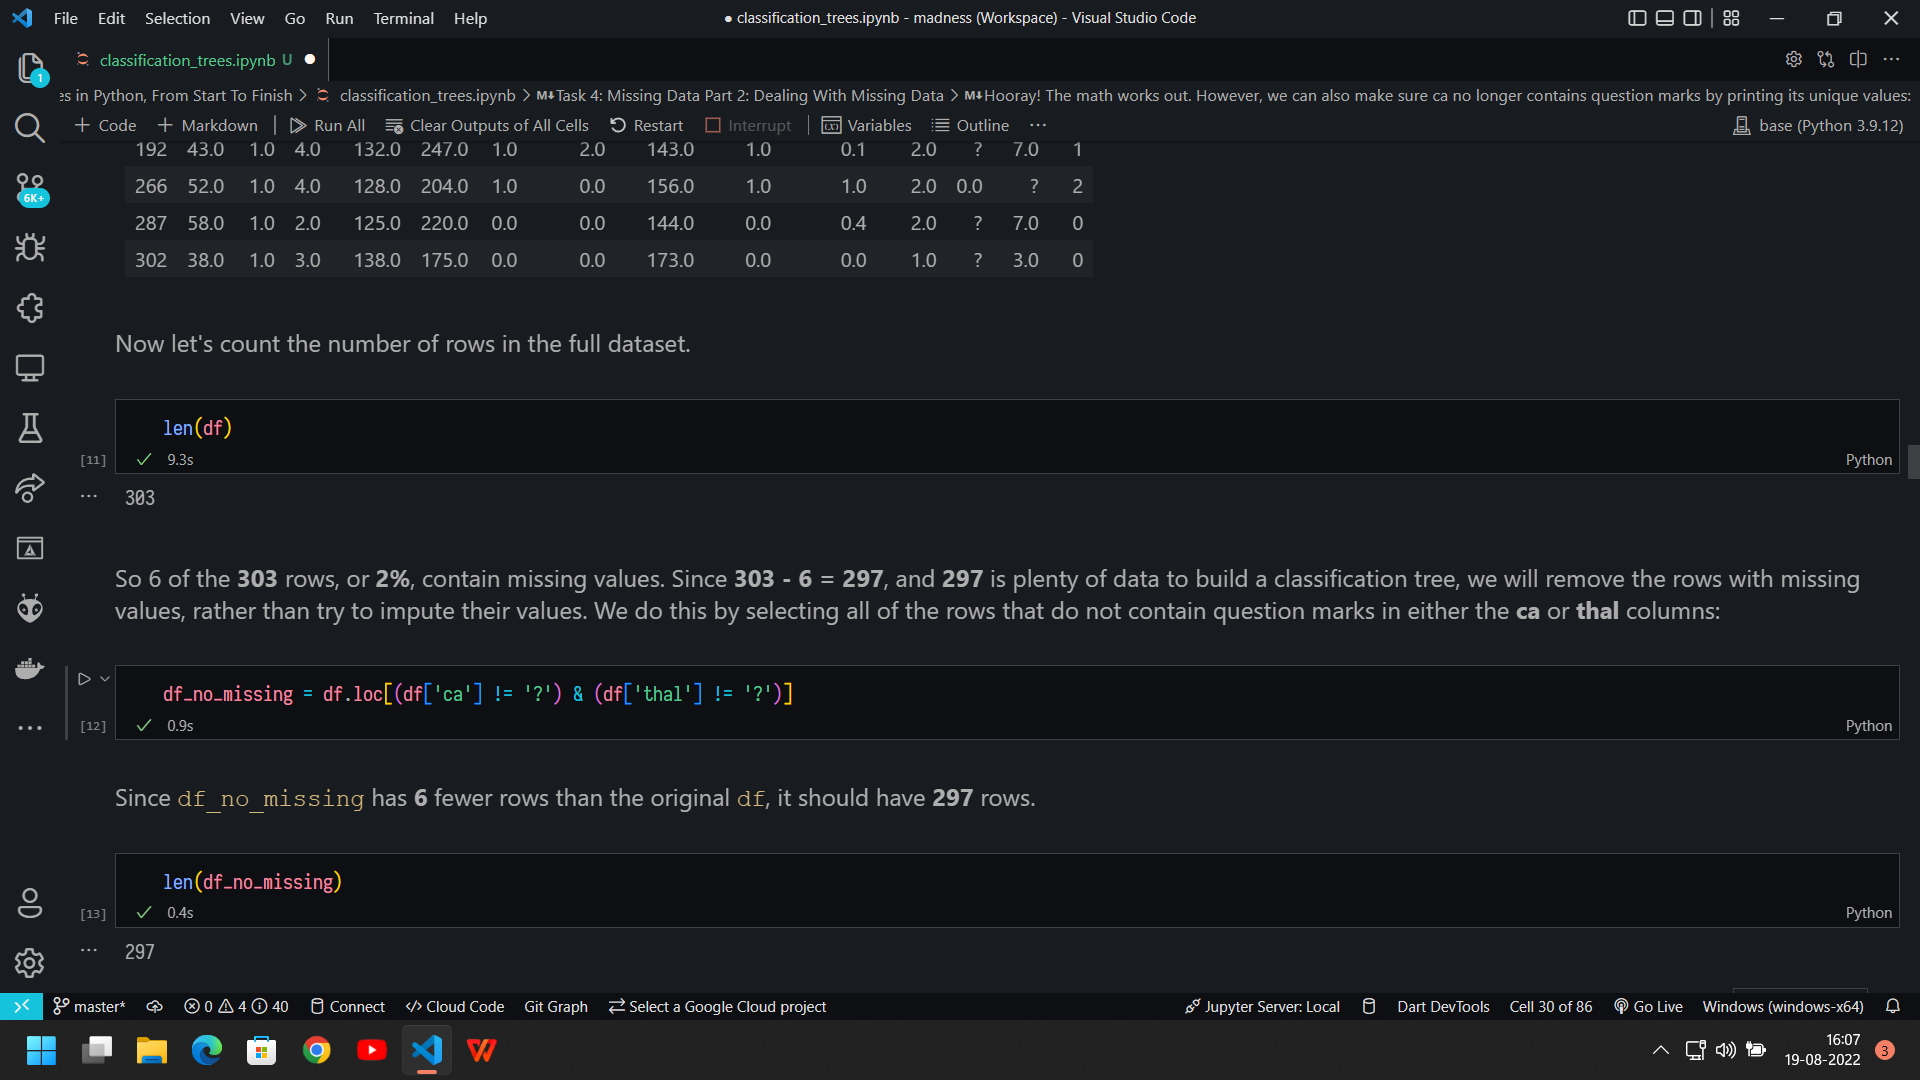 File Edit Selection View Go Run Terminal Help
● classification_trees.ipynb - madness (Workspace) - Visual Studio Code
1
classification_trees.ipynb U
es in Python, From Start To Finish > classification_trees.ipynb > M↓Task 4: Missing Data Part 2: Dealing With Missing Data > M↓Hooray! The math works out. However, we can also make sure ca no longer contains question marks by printing its unique values:
+ Code + Markdown Run All Clear Outputs of All Cells Restart Interrupt Variables Outline ... base (Python 3.9.12)
192 43.0 1.0 4.0 132.0 247.0 1.0 2.0 143.0 1.0 0.1 2.0 ? 7.0 1
6K+
266 52.0 1.0 4.0 128.0 204.0 1.0 0.0 156.0 1.0 1.0 2.0 0.0 ? 2
287 58.0 1.0 2.0 125.0 220.0 0.0 0.0 144.0 0.0 0.4 2.0 ? 7.0 0
302 38.0 1.0 3.0 138.0 175.0 0.0 0.0 173.0 0.0 0.0 1.0 ? 3.0 0
Now let's count the number of rows in the full dataset.
len(df)
[11] 9.3s Python
... 303
So 6 of the 303 rows, or 2%, contain missing values. Since 303 - 6 = 297, and 297 is plenty of data to build a classification tree, we will remove the rows with missing
values, rather than try to impute their values. We do this by selecting all of the rows that do not contain question marks in either the ca or thal columns:
df_no_missing = df.loc[(df['ca'] != '?') & (df['thal'] != '?')]
[12] 0.9s Python
Since df_no_missing has 6 fewer rows than the original df, it should have 297 rows.
len(df_no_missing)
[13] 0.4s Python
... 297
master* 0 4 40 Connect </> Cloud Code Git Graph Select a Google Cloud project Jupyter Server: Local Dart DevTools Cell 30 of 86 Go Live Windows (windows-x64)
16:07
19-08-2022 3